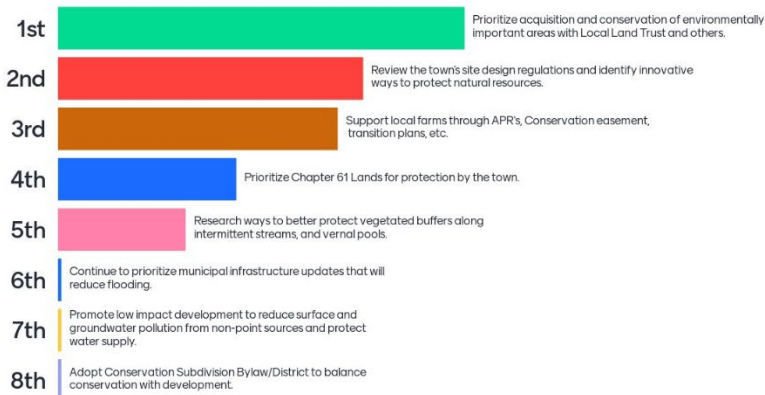 1st
Prioritize acquisition and conservation of environmentally
important areas with Local Land Trust and others.
2nd
Review the town's site design regulations and identify innovative
ways to protect natural resources.
3rd
Support local farms through APR's, Conservation easement,
transition plans, etc.
4th
Prioritize Chapter 61 Lands for protection by the town.
5th
Research ways to better protect vegetated buffers along
intermittent streams, and vernal pools.
6th
Continue to prioritize municipal infrastructure updates that will
reduce flooding.
7th
Promote low impact development to reduce surface and
groundwater pollution from non-point sources and protect
water supply.
8th
Adopt Conservation Subdivision Bylaw/District to balance
conservation with development.